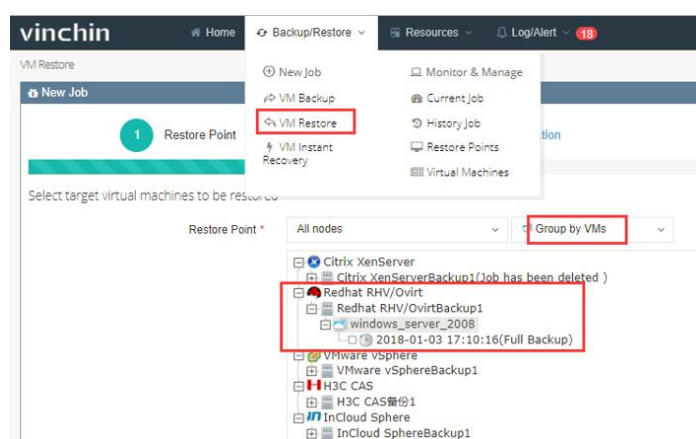 vinchin Home Backup/Restore Resources Log/Alert 18
VM Restore
New Job
New Job Monitor & Manage
VM Backup Current Job
VM Restore History Job
VM Instant Recovery Restore Points
Virtual Machines
1 Restore Point tion
Select target virtual machines to be restored
Restore Point * All nodes Group by VMs
Citrix XenServer
Citrix XenServerBackup1(Job has been deleted )
Redhat RHV/Ovirt
Redhat RHV/OvirtBackup1
windows_server_2008
2018-01-03 17:10:16(Full Backup)
VMware vSphere
VMware vSphereBackup1
H3C CAS
H3C CAS备份1
InCloud Sphere
InCloud SphereBackup1